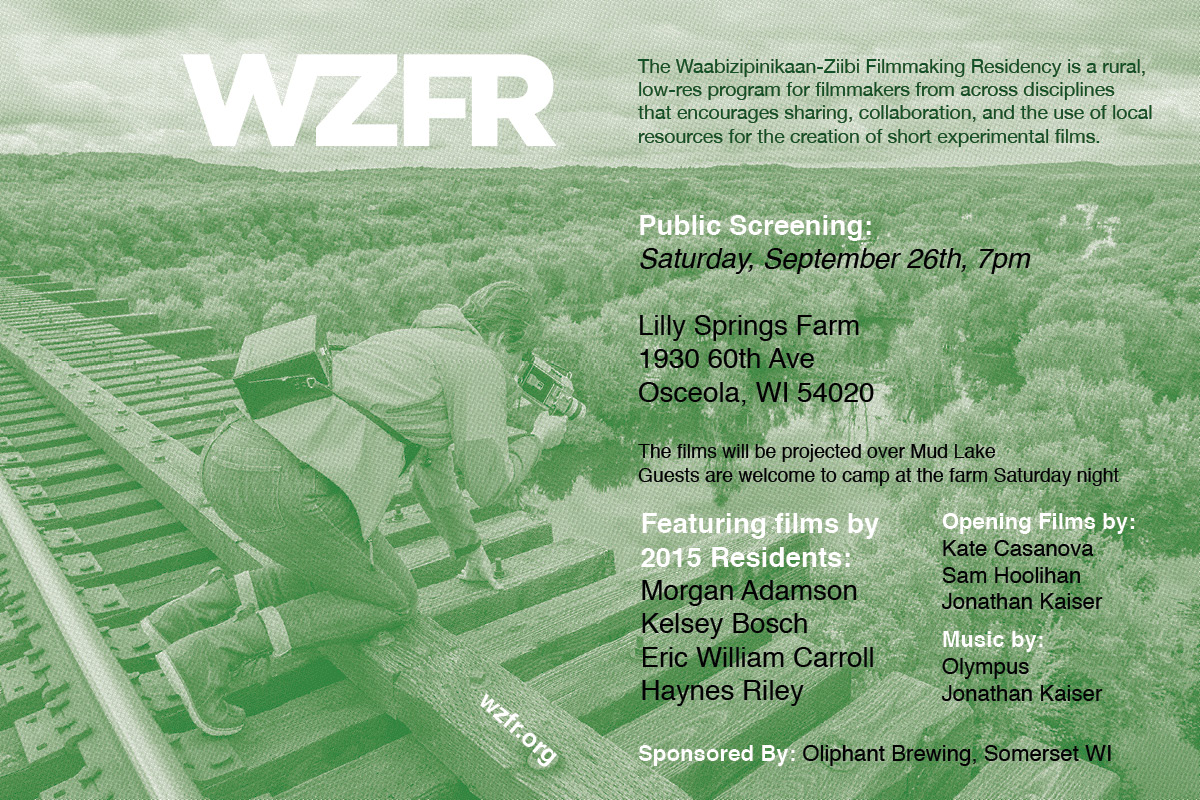 WZFR
The Waabizipinikaan-Ziibi Filmmaking Residency is a rural,
low-res program for filmmakers from across disciplines
that encourages sharing, collaboration, and the use of local
resources for the creation of short experimental films.
Public Screening:
Saturday, September 26th, 7pm
Lilly Springs Farm
1930 60th Ave
Osceola, WI 54020
The films will be projected over Mud Lake
Guests are welcome to camp at the farm Saturday night
Featuring films by
2015 Residents:
Morgan Adamson
Kelsey Bosch
Eric William Carroll
Haynes Riley
Opening Films by:
Kate Casanova
Sam Hoolihan
Jonathan Kaiser
Music by:
Olympus
Jonathan Kaiser
wzfr.org
Sponsored By: Oliphant Brewing, Somerset WI